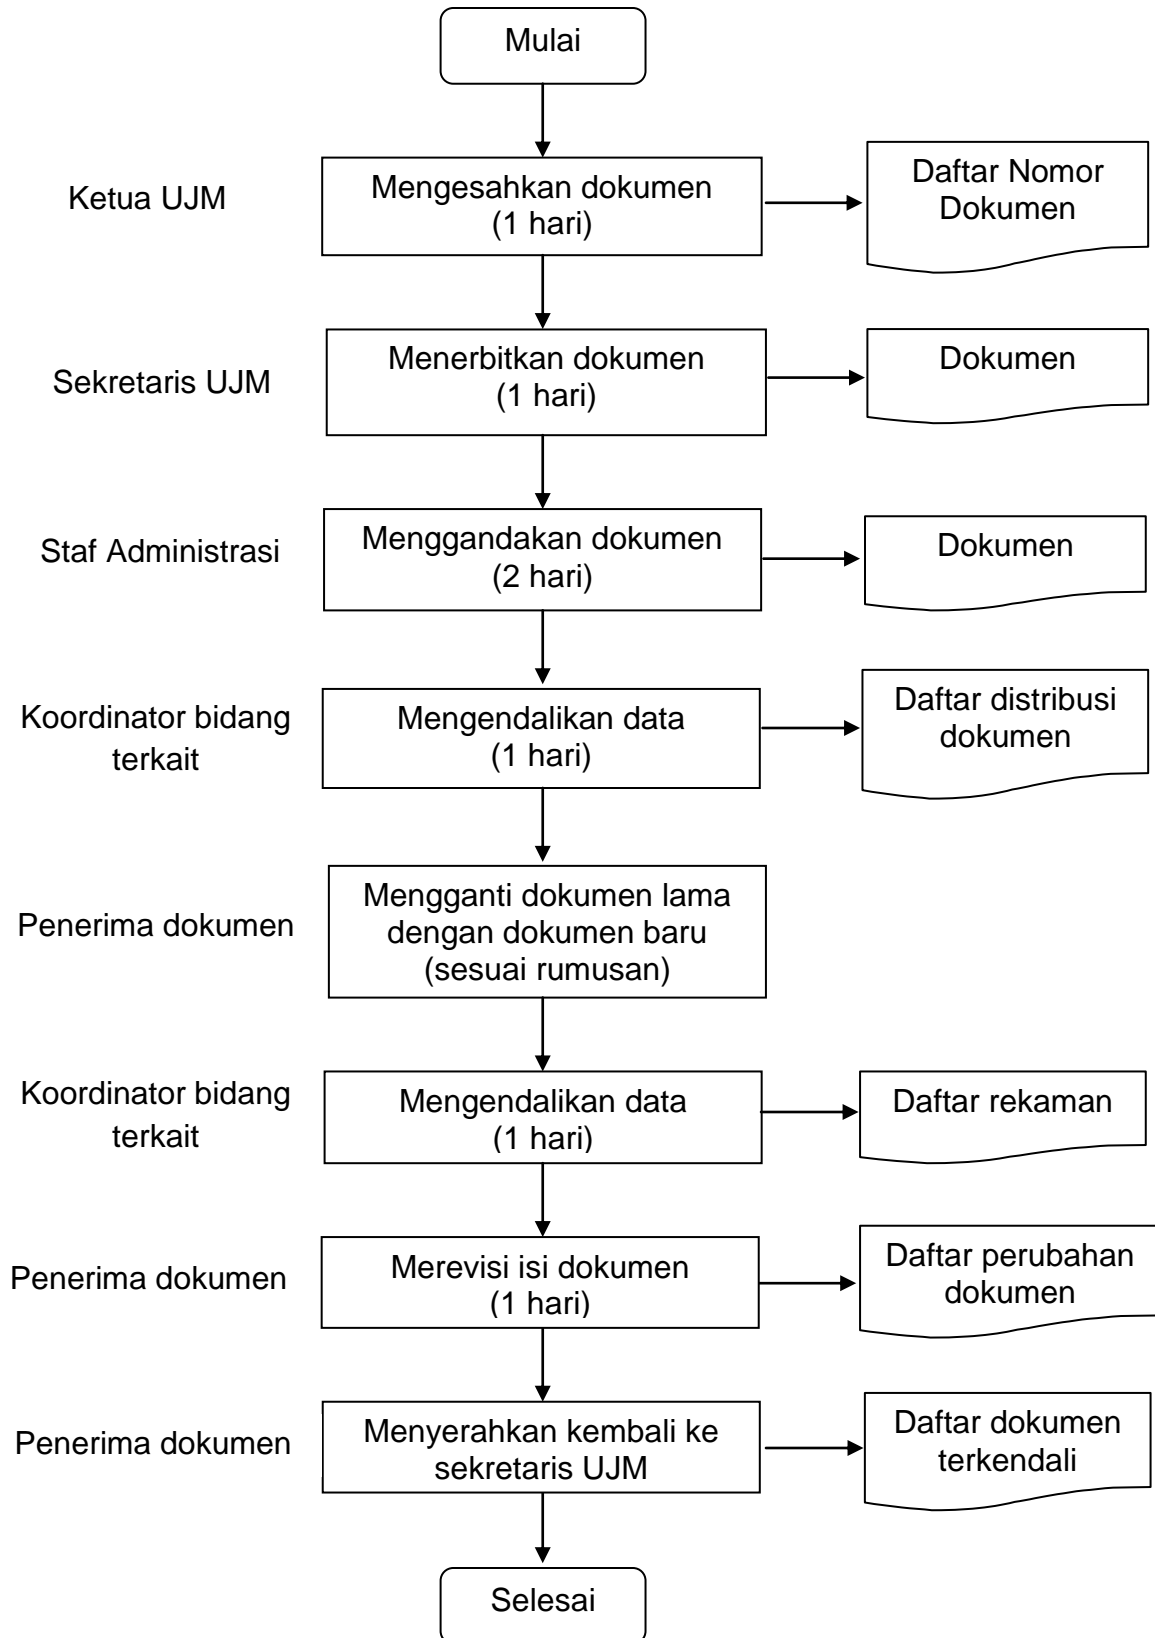 Mulai
Ketua UJM
Mengesahkan dokumen
(1 hari)
Daftar Nomor
Dokumen
Sekretaris UJM
Menerbitkan dokumen
(1 hari)
Dokumen
Staf Administrasi
Menggandakan dokumen
(2 hari)
Dokumen
Koordinator bidang
terkait
Mengendalikan data
(1 hari)
Daftar distribusi
dokumen
Penerima dokumen
Mengganti dokumen lama
dengan dokumen baru
(sesuai rumusan)
Koordinator bidang
terkait
Mengendalikan data
(1 hari)
Daftar rekaman
Penerima dokumen
Merevisi isi dokumen
(1 hari)
Daftar perubahan
dokumen
Penerima dokumen
Menyerahkan kembali ke
sekretaris UJM
Daftar dokumen
terkendali
Selesai